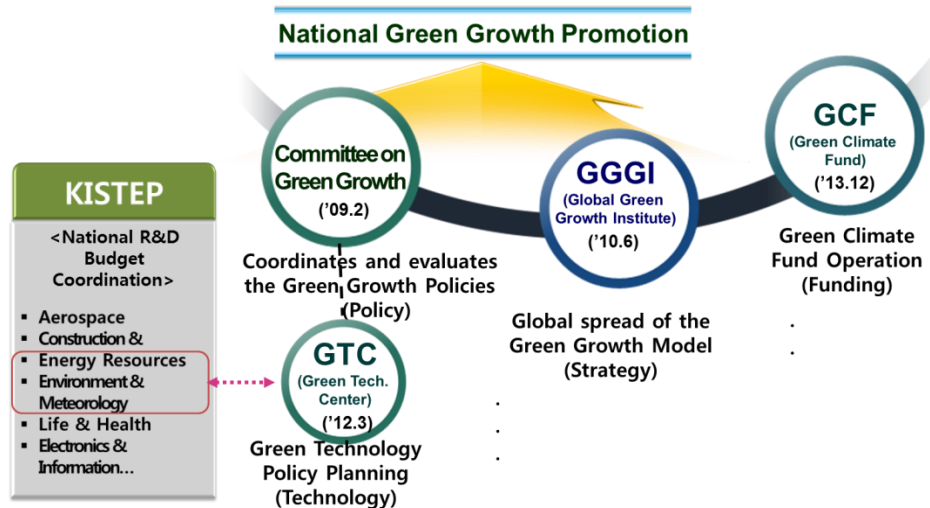 National Green Growth Promotion
GCF
(Green Climate
Fund)
('13.12)
Green Climate
Fund Operation
(Funding)
.
.
Committee on
Green Growth
('09.2)
Coordinates and evaluates
the Green Growth Policies
(Policy)
GGGI
(Global Green
Growth Institute)
('10.6)
Global spread of the
Green Growth Model
(Strategy)
.
.
.
KISTEP
<National R&D
Budget
Coordination>
▪ Aerospace
▪ Construction &
▪ Energy Resources
▪ Environment &
Meteorology
▪ Life & Health
▪ Electronics &
Information...
GTC
(Green Tech.
Center)
('12.3)
Green Technology
Policy Planning
(Technology)